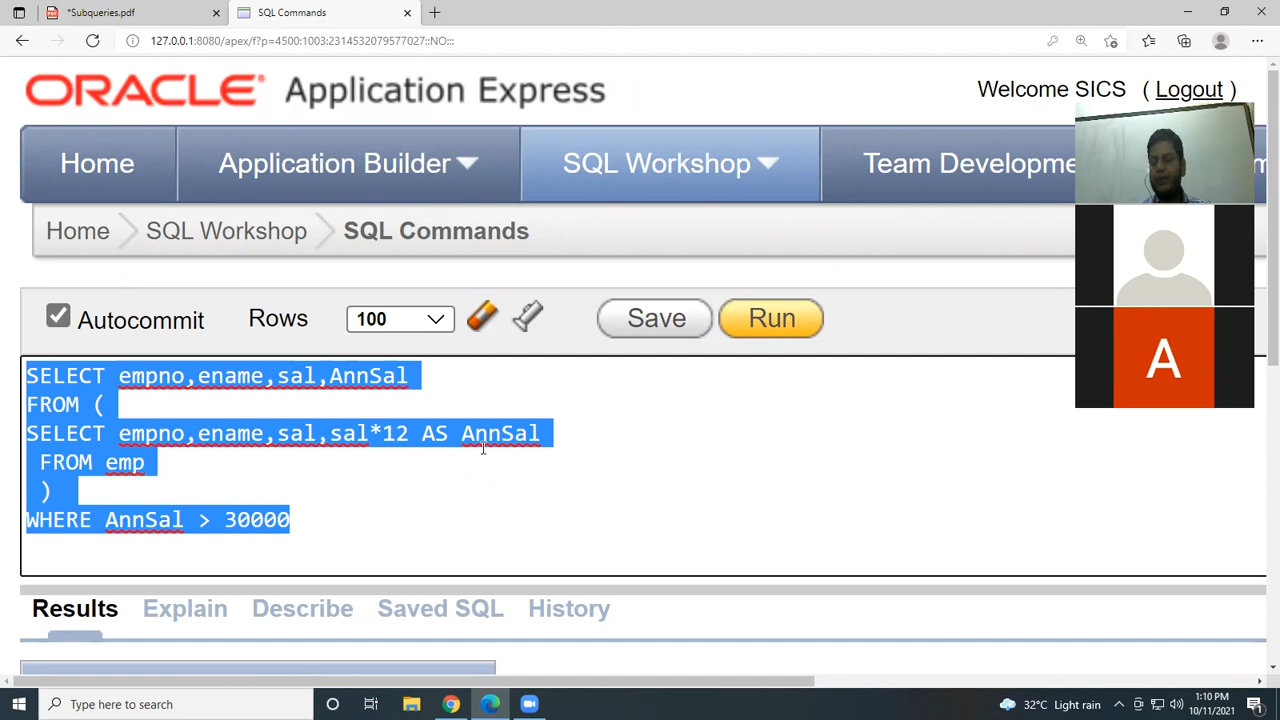 *Subqueries.pdf
SQL Commands
127.0.0.1:8080/apex/f?p=4500:1003:2314532079577027::NO:::
ORACLE Application Express
Welcome SICS ( Logout )
Home
Application Builder
SQL Workshop
Team Developme
Home
SQL Workshop
SQL Commands
Autocommit
Rows
100
Save
Run
SELECT empno,ename,sal,AnnSal
FROM (
SELECT empno,ename,sal,sal*12 AS AnnSal
FROM emp
)
WHERE AnnSal > 30000
A
Results
Explain
Describe
Saved SQL
History
Type here to search
32°C Light rain
1:10 PM
10/11/2021